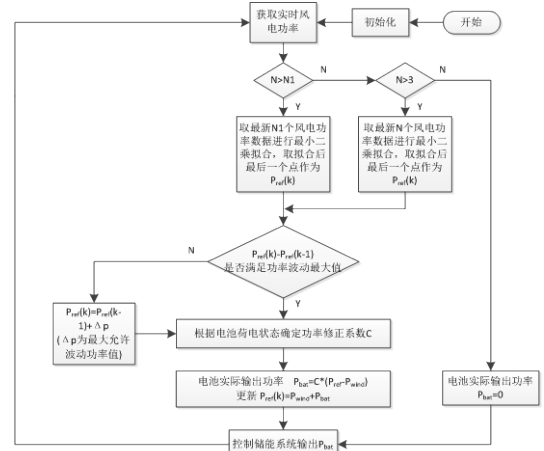 获取实时风
电功率
初始化
开始
N>N1
N
N>3
N
Y
Y
取最新N1个风电功
率数据进行最小二
乘拟合，取拟合后
最后一个点作为
Pref(k)
取最新N个风电功
率数据进行最小二
乘拟合，取拟合后
最后一个点作为
Pref(k)
N
Pref(k)-Pref(k-1)
是否满足功率波动最大值
Y
Pref(k)=Pref(k-
1)+Δp
(Δp为最大允许
波动功率值)
根据电池荷电状态确定功率修正系数C
电池实际输出功率 Pbat=C*(Pref-Pwind)
更新 Pref(k)=Pwind+Pbat
电池实际输出功率
Pbat=0
控制储能系统输出Pbat